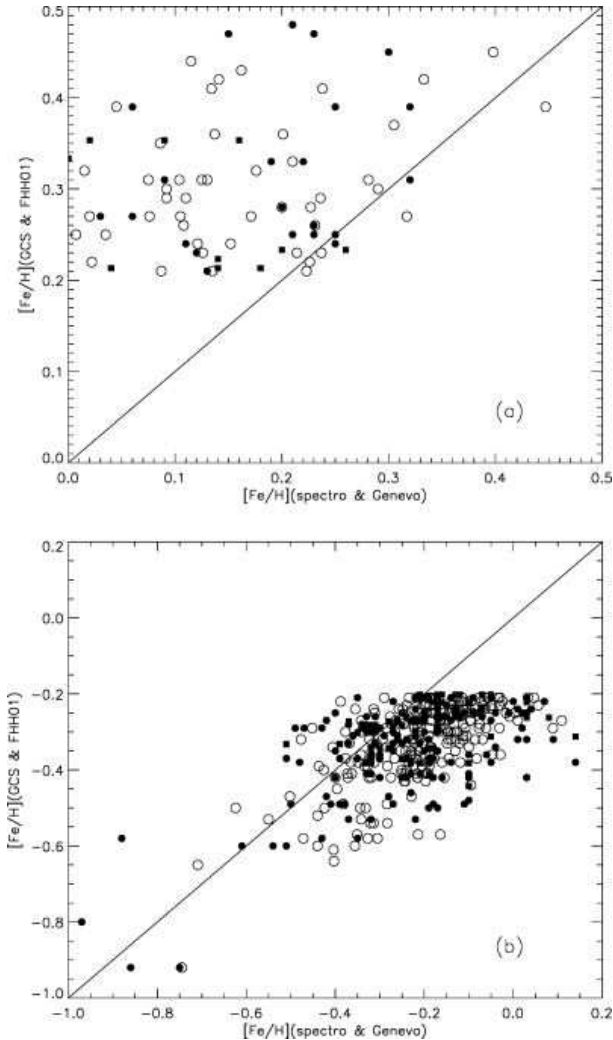 0.5
0.4
0.3
0.2
0.1
0.0
[Fe/H](GCS & FHH01)
(a)
0.0 0.1 0.2 0.3 0.4 0.5
[Fe/H](spectro & Genevo)
0.2
0.0
-0.2
-0.4
-0.6
-0.8
-1.0
[Fe/H](GCS & FHH01)
(b)
-1.0 -0.8 -0.6 -0.4 -0.2 0.0 0.2
[Fe/H](spectro & Genevo)